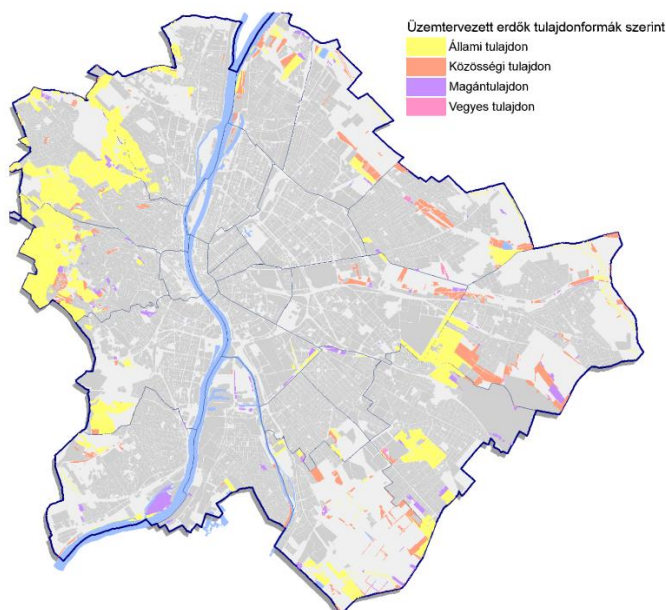 Üzemtervezett erdők tulajdonformák szerint
Állami tulajdon
Közösségi tulajdon
Magántulajdon
Vegyes tulajdon